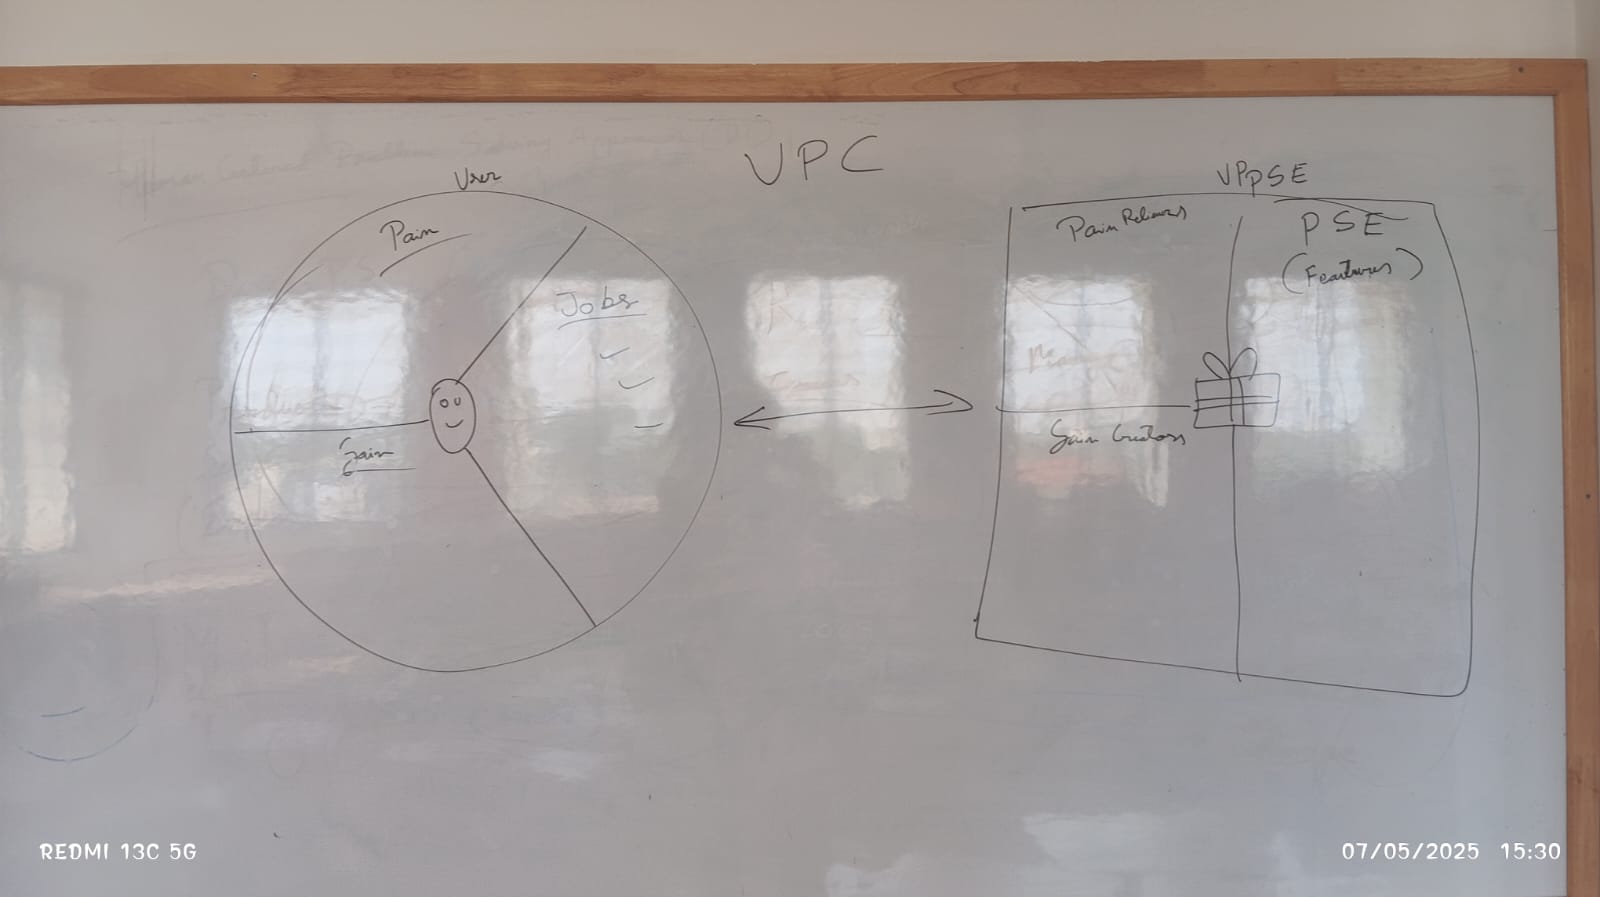 VPC
User
Pain
Jobs
Gain
VPPSE
Pain Relievers
PSE
(Features)
Gain Creators
REDMI 13C 5G
07/05/2025 15:30